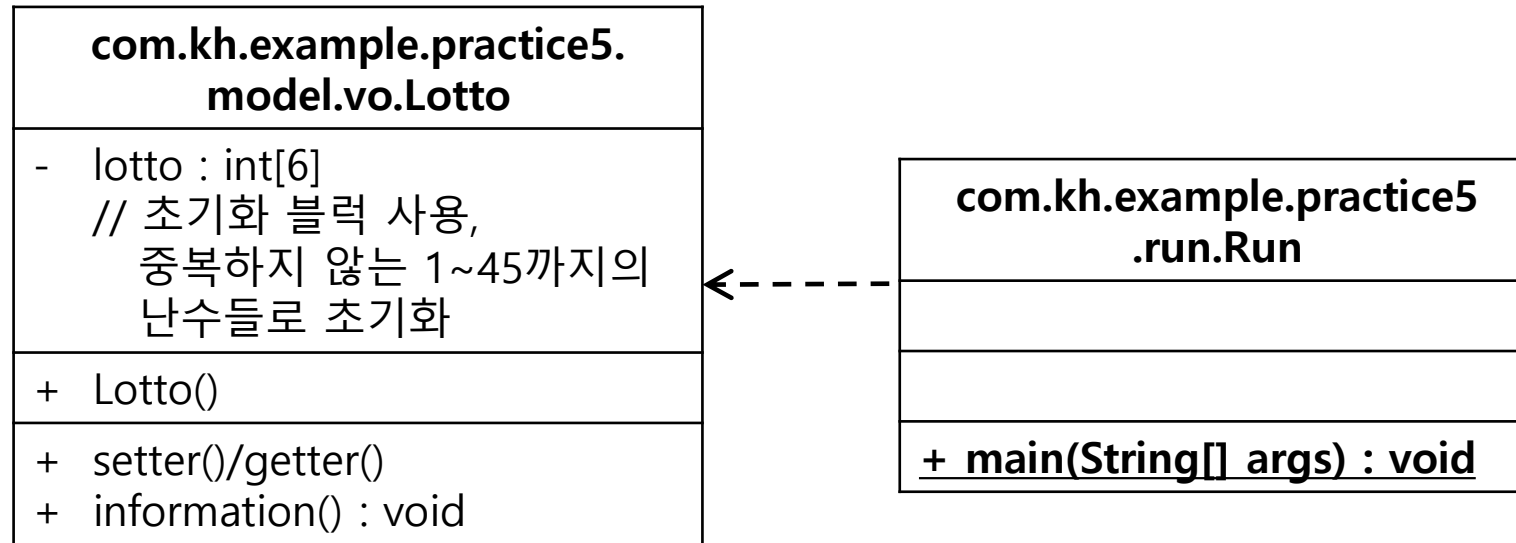 com.kh.example.practice5.
model.vo.Lotto
- lotto : int[6]
// 초기화 블럭 사용,
중복하지 않는 1~45까지의
난수들로 초기화
+ Lotto()
+ setter()/getter()
+ information() : void
com.kh.example.practice5
.run.Run
+ main(String[] args) : void